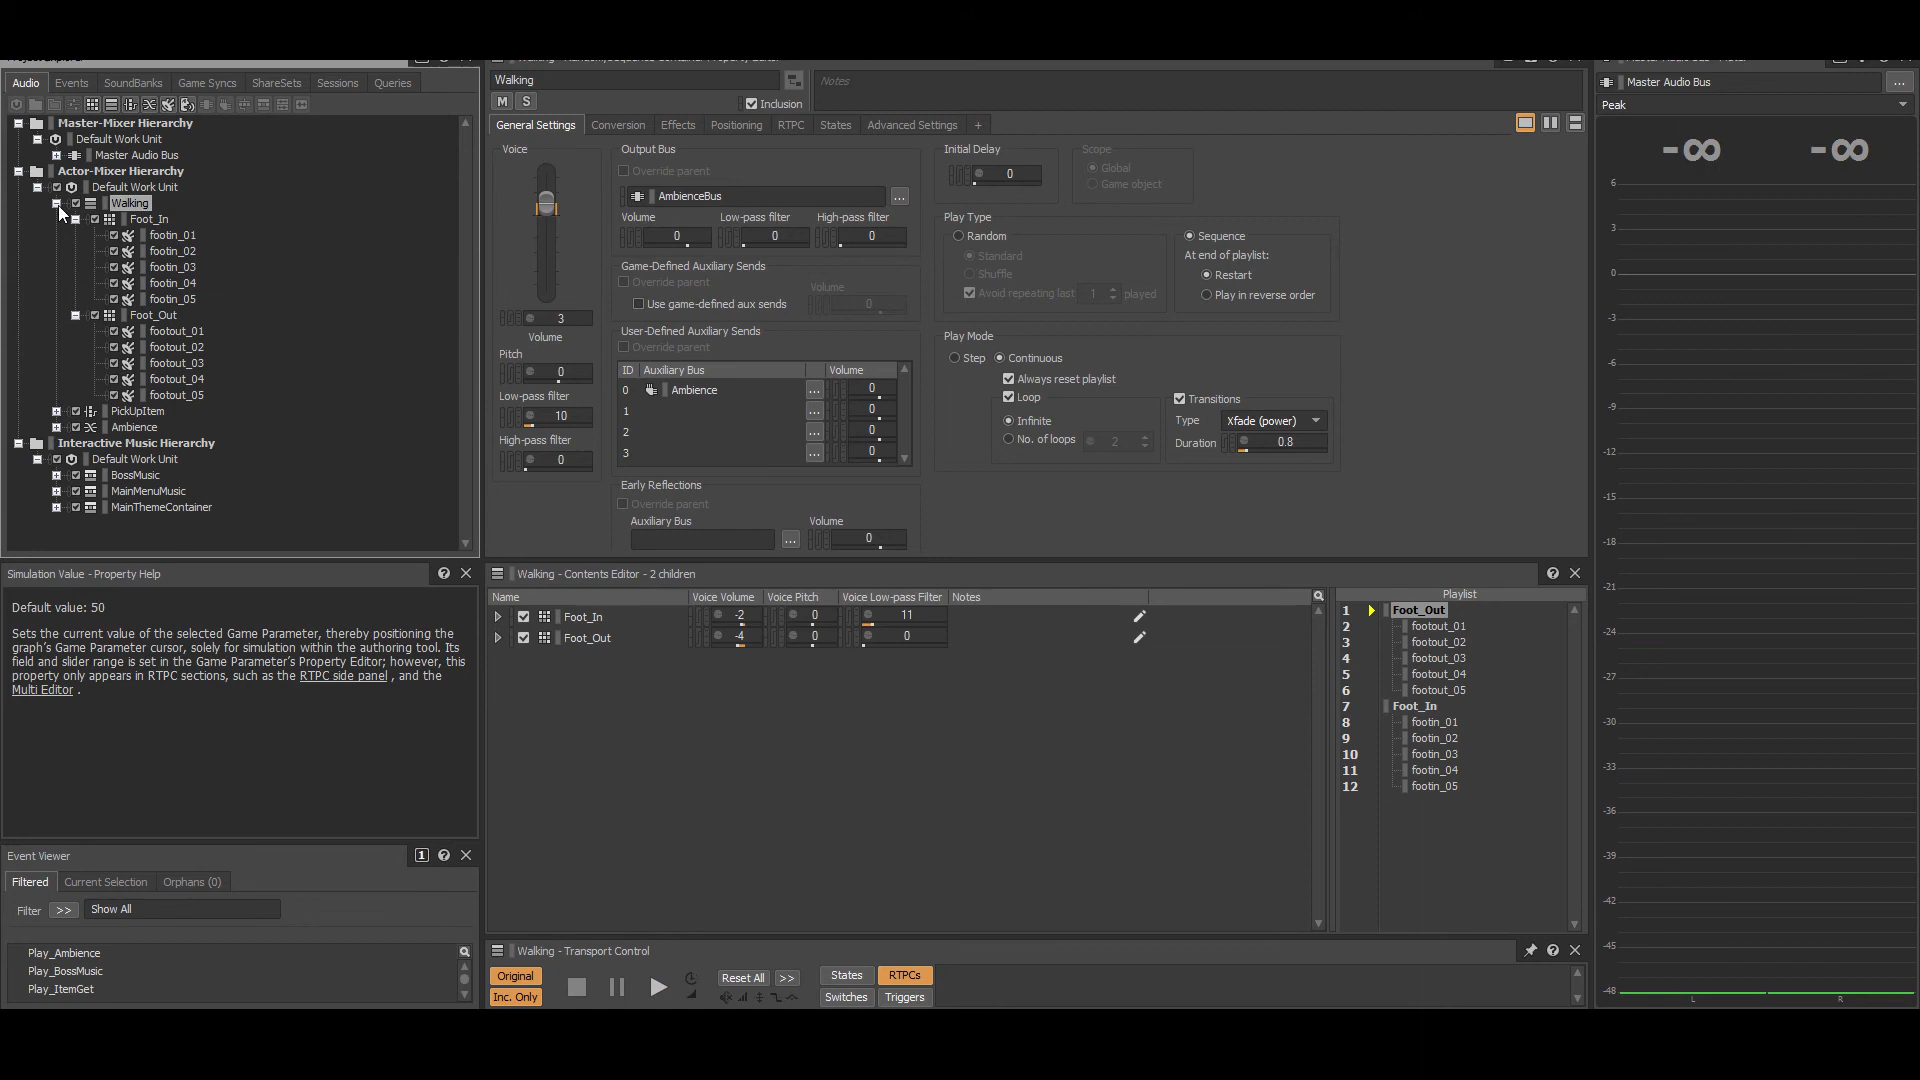 Audio Events SoundBanks Game Syncs ShareSets Sessions Queries
Master-Mixer Hierarchy
Default Work Unit
Master Audio Bus
Actor-Mixer Hierarchy
Default Work Unit
Walking
Foot_In
footin_01
footin_02
footin_03
footin_04
footin_05
Foot_Out
footout_01
footout_02
footout_03
footout_04
footout_05
PickUpItem
Ambience
Interactive Music Hierarchy
Default Work Unit
BossMusic
MainMenuMusic
MainThemeContainer
Simulation Value - Property Help
Default value: 50
Sets the current value of the selected Game Parameter, thereby positioning the
graph's Game Parameter cursor, solely for simulation within the authoring tool. Its
field and slider range is set in the Game Parameter's Property Editor; however, this
property only appears in RTPC sections, such as the RTPC side panel , and the
Multi Editor .
Event Viewer
1
Filtered Current Selection Orphans (0)
Filter >> Show All
Play_Ambience
Play_BossMusic
Play_ItemGet
Walking
Notes
M S
Inclusion
General Settings Conversion Effects Positioning RTPC States Advanced Settings +
Voice
3
Volume
Pitch
0
Low-pass filter
10
High-pass filter
0
Output Bus
Override parent
AmbienceBus ...
Volume Low-pass filter High-pass filter
0 0 0
Game-Defined Auxiliary Sends
Override parent
Volume
Use game-defined aux sends 0
User-Defined Auxiliary Sends
Override parent
ID Auxiliary Bus Volume
0 Ambience ... 0
1 ... 0
2 ... 0
3 ... 0
Early Reflections
Override parent
Auxiliary Bus Volume
... 0
Initial Delay
0
Scope
Global
Game object
Play Type
Random
Standard
Shuffle
Avoid repeating last 1 played
Sequence
At end of playlist:
Restart
Play in reverse order
Play Mode
Step Continuous
Always reset playlist
Loop
Infinite
No. of loops 2
Transitions
Type Xfade (power)
Duration 0.8
Walking - Contents Editor - 2 children
Name Voice Volume Voice Pitch Voice Low-pass Filter Notes
Foot_In -2 0 11
Foot_Out -4 0 0
Playlist
1 Foot_Out
2 footout_01
3 footout_02
4 footout_03
5 footout_04
6 footout_05
7 Foot_In
8 footin_01
9 footin_02
10 footin_03
11 footin_04
12 footin_05
Walking - Transport Control
Original
Inc. Only
Reset All >>
States RTPCs
Switches Triggers
Master Audio Bus ...
Peak
-∞ -∞
6
3
0
-3
-6
-9
-12
-15
-18
-21
-24
-27
-30
-33
-36
-39
-42
-45
-48
L R